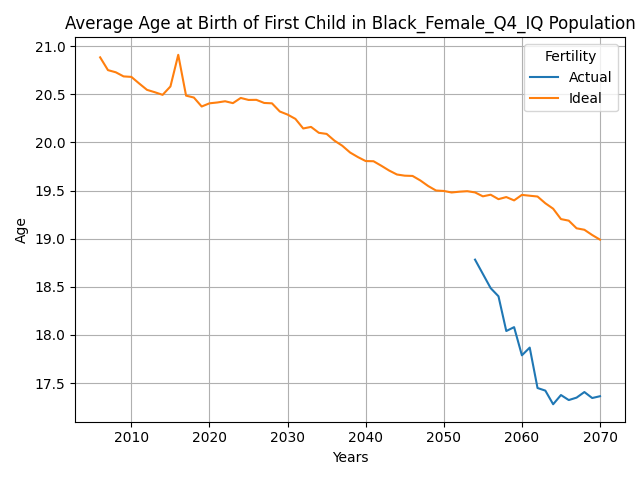 Average Age at Birth of First Child in Black_Female_Q4_IQ Population
Fertility
Actual
Ideal
Age
21.0
20.5
20.0
19.5
19.0
18.5
18.0
17.5
2010 2020 2030 2040 2050 2060 2070
Years